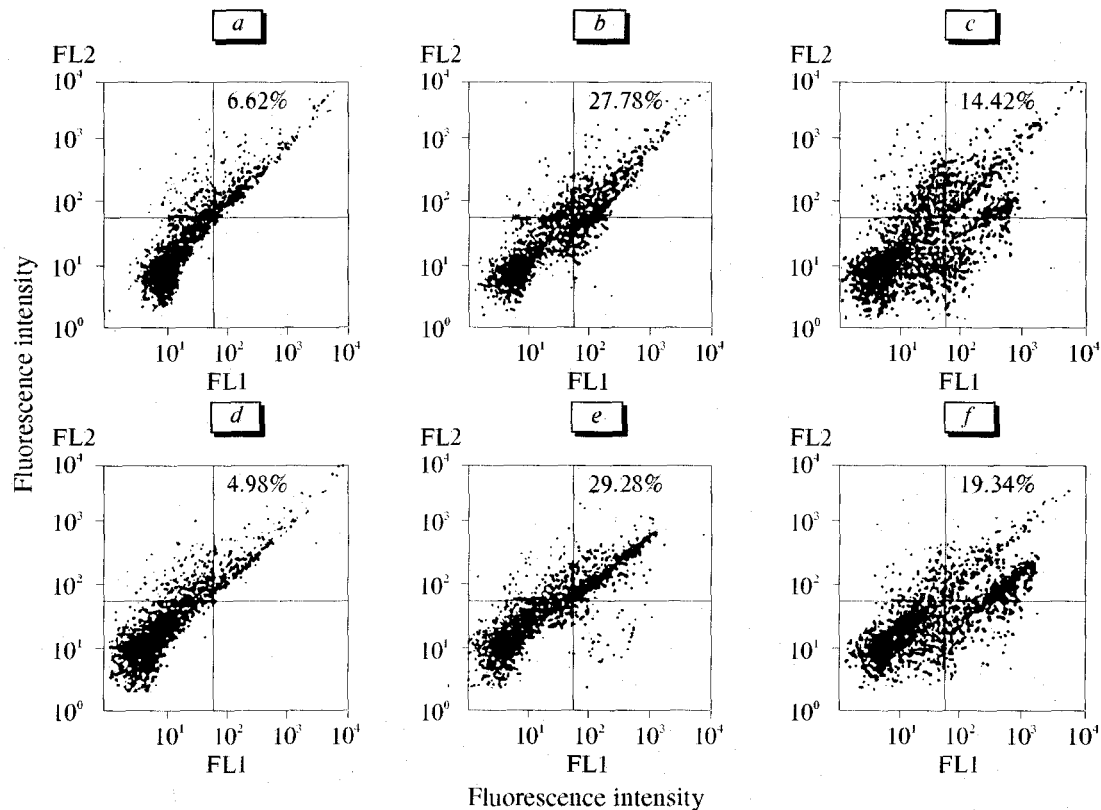 a b c
FL2
10⁴ 6.62% 10⁴ 27.78% 10⁴ 14.42%
10³ 10³ 10³
10² 10² 10²
10¹ 10¹ 10¹
10⁰ 10⁰ 10⁰
10¹ 10² 10³ 10⁴ 10¹ 10² 10³ 10⁴ 10¹ 10² 10³ 10⁴
FL1 FL1 FL1
d e f
FL2 FL2 FL2
10⁴ 4.98% 10⁴ 29.28% 10⁴ 19.34%
10³ 10³ 10³
10² 10² 10²
10¹ 10¹ 10¹
10⁰ 10⁰ 10⁰
10¹ 10² 10³ 10⁴ 10¹ 10² 10³ 10⁴ 10¹ 10² 10³ 10⁴
FL1 FL1 FL1
Fluorescence intensity
Fluorescence intensity